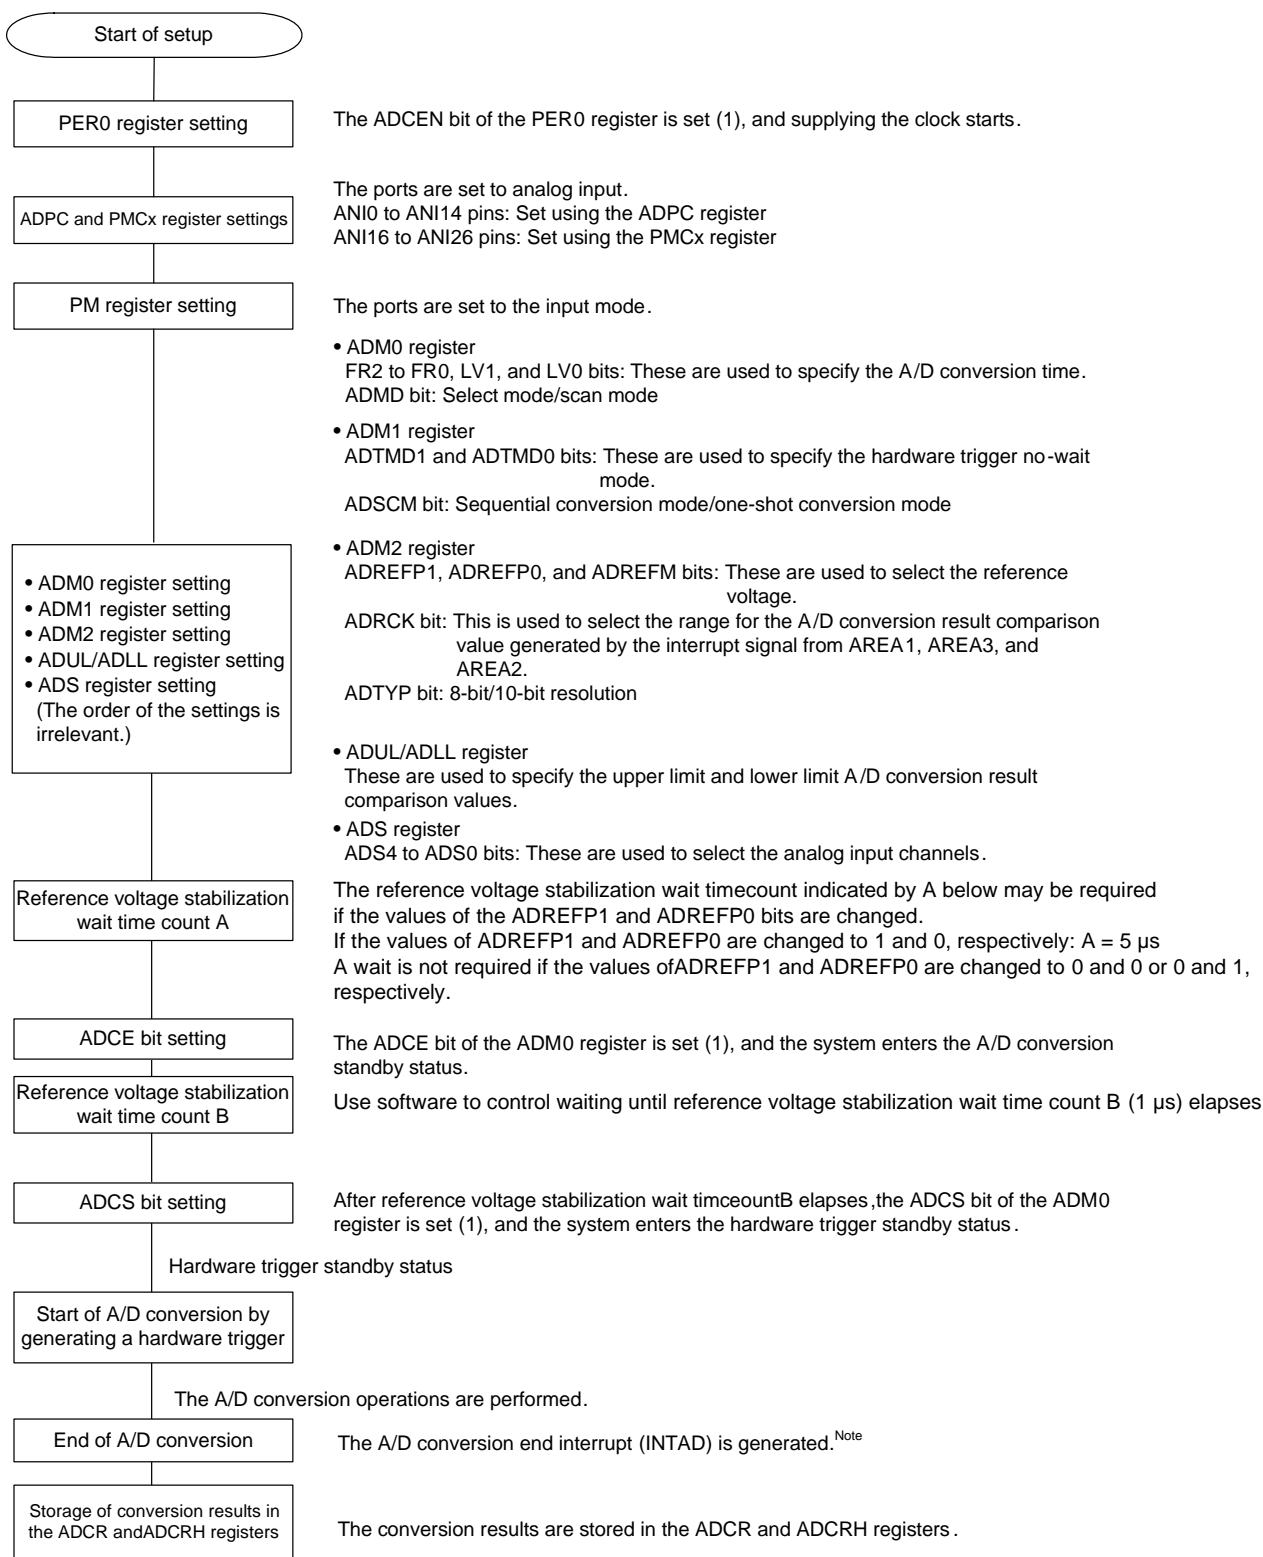 Start of setup
PER0 register setting
The ADCEN bit of the PER0 register is set (1), and supplying the clock starts.
ADPC and PMCx register settings
The ports are set to analog input.
ANI0 to ANI14 pins: Set using the ADPC register
ANI16 to ANI26 pins: Set using the PMCx register
PM register setting
The ports are set to the input mode.
• ADM0 register setting
• ADM1 register setting
• ADM2 register setting
• ADUL/ADLL register setting
• ADS register setting
(The order of the settings is
irrelevant.)
• ADM0 register
FR2 to FR0, LV1, and LV0 bits: These are used to specify the A/D conversion time.
ADMD bit: Select mode/scan mode
• ADM1 register
ADTMD1 and ADTMD0 bits: These are used to specify the hardware trigger no-wait
mode.
ADSCM bit: Sequential conversion mode/one-shot conversion mode
• ADM2 register
ADREFP1, ADREFP0, and ADREFM bits: These are used to select the reference
voltage.
ADRCK bit: This is used to select the range for the A/D conversion result comparison
value generated by the interrupt signal from AREA1, AREA3, and
AREA2.
ADTYP bit: 8-bit/10-bit resolution
• ADUL/ADLL register
These are used to specify the upper limit and lower limit A/D conversion result
comparison values.
• ADS register
ADS4 to ADS0 bits: These are used to select the analog input channels.
Reference voltage stabilization
wait time count A
The reference voltage stabilization wait timecount indicated by A below may be required
if the values of the ADREFP1 and ADREFP0 bits are changed.
If the values of ADREFP1 and ADREFP0 are changed to 1 and 0, respectively: A = 5 µs
A wait is not required if the values ofADREFP1 and ADREFP0 are changed to 0 and 0 or 0 and 1,
respectively.
ADCE bit setting
The ADCE bit of the ADM0 register is set (1), and the system enters the A/D conversion
standby status.
Reference voltage stabilization
wait time count B
Use software to control waiting until reference voltage stabilization wait time count B (1 µs) elapses
ADCS bit setting
After reference voltage stabilization wait timceountB elapses,the ADCS bit of the ADM0
register is set (1), and the system enters the hardware trigger standby status.
Hardware trigger standby status
Start of A/D conversion by
generating a hardware trigger
The A/D conversion operations are performed.
End of A/D conversion
The A/D conversion end interrupt (INTAD) is generated.Note
Storage of conversion results in
the ADCR andADCRH registers
The conversion results are stored in the ADCR and ADCRH registers.